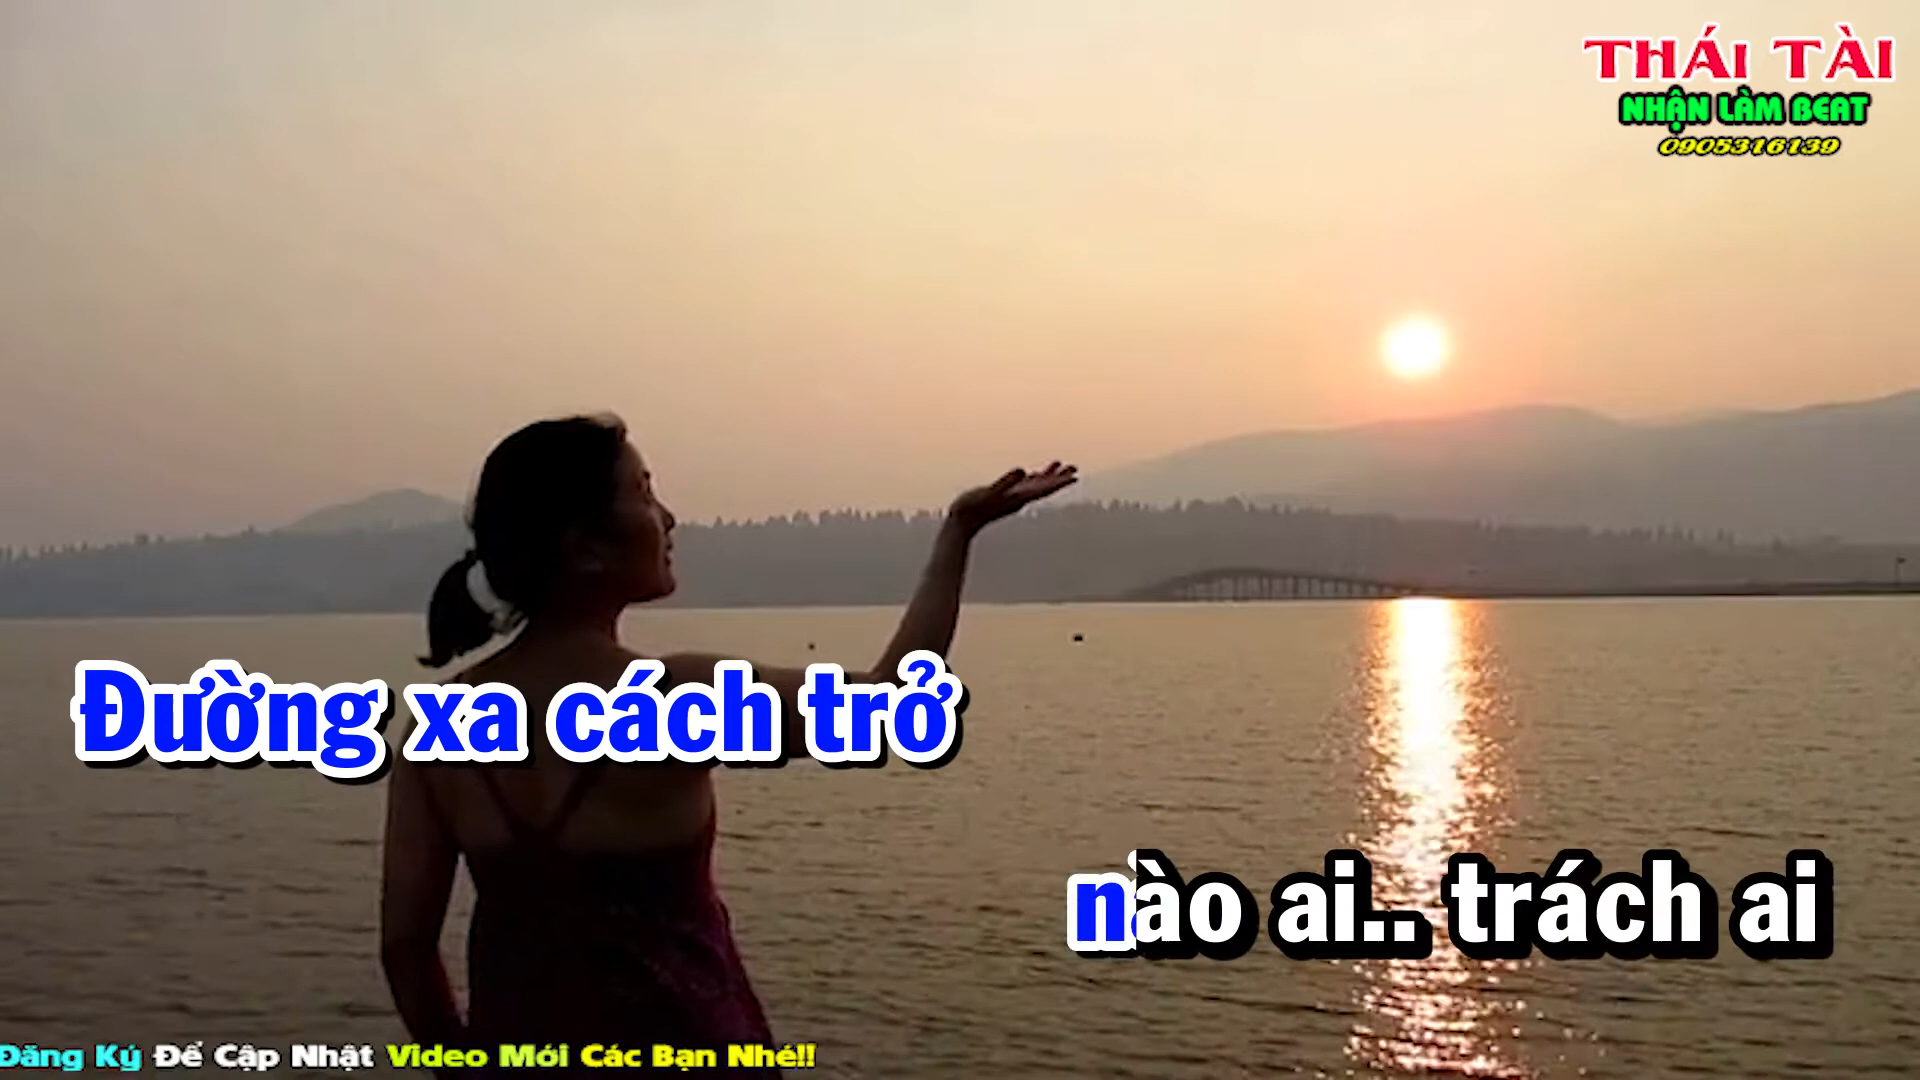 THÁI TÀI
NHẬN LÀM BEAT
0905316139
Đường xa cách trở
nào ai.. trách ai
Đăng Ký Để Cập Nhật Video Mới Các Bạn Nhé!!